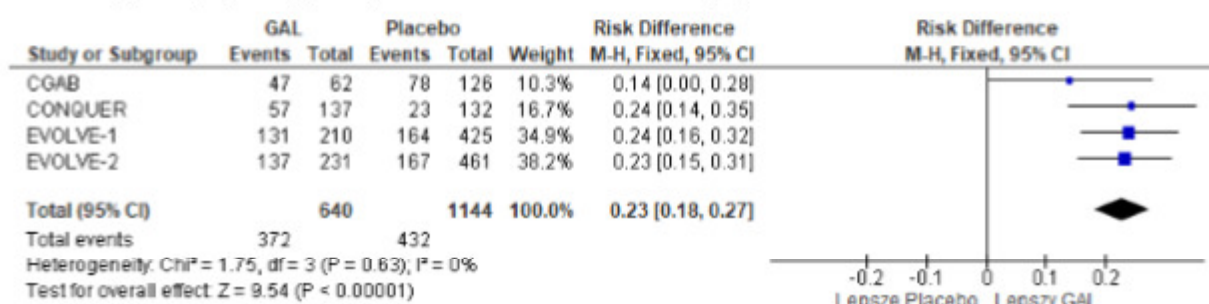 GAL Placebo Risk Difference Risk Difference
Study or Subgroup Events Total Events Total Weight M-H, Fixed, 95% CI M-H, Fixed, 95% CI
CGAB 47 62 78 126 10.3% 0.14 [0.00, 0.28]
CONQUER 57 137 23 132 16.7% 0.24 [0.14, 0.35]
EVOLVE-1 131 210 164 425 34.9% 0.24 [0.16, 0.32]
EVOLVE-2 137 231 167 461 38.2% 0.23 [0.15, 0.31]
Total (95% CI) 640 1144 100.0% 0.23 [0.18, 0.27]
Total events 372 432
Heterogeneity: Chi² = 1.75, df = 3 (P = 0.63); I² = 0%
Test for overall effect: Z = 9.54 (P < 0.00001)
-0.2 -0.1 0 0.1 0.2
Lepsze Placebo Lepszy GAL